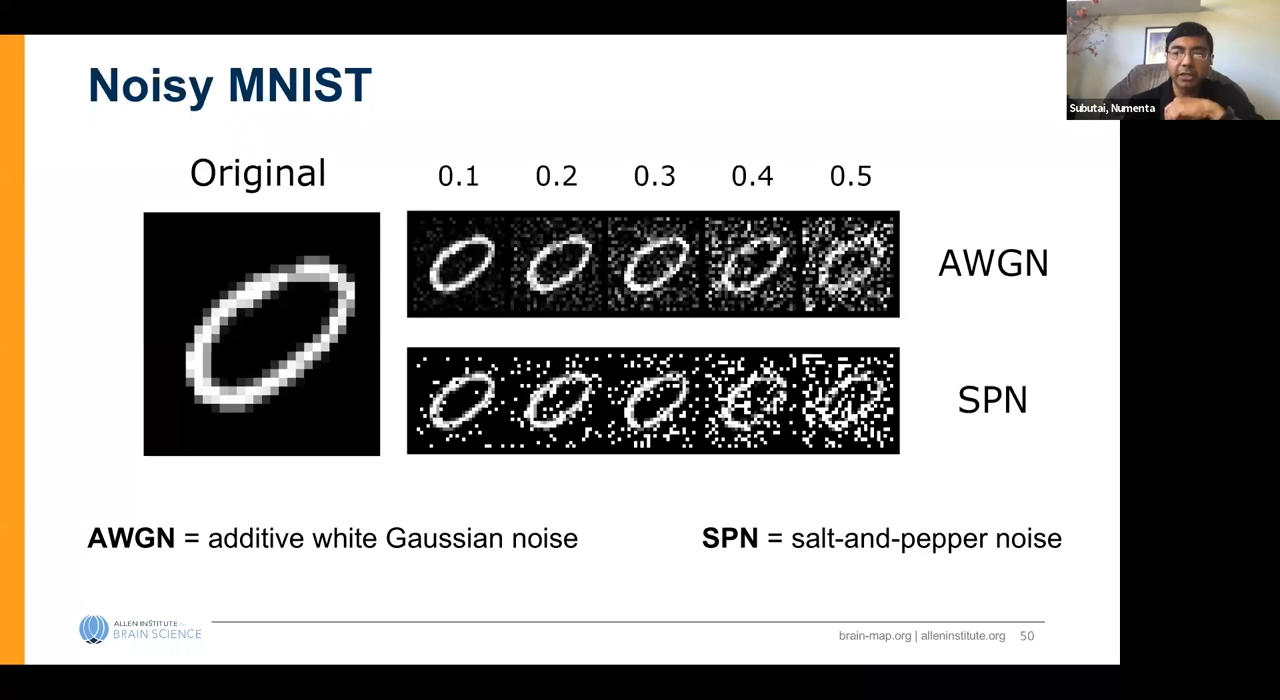 Noisy MNIST
Subutai, Numenta
Original
0.1 0.2 0.3 0.4 0.5
AWGN
SPN
AWGN = additive white Gaussian noise
SPN = salt-and-pepper noise
ALLEN INSTITUTE for
BRAIN SCIENCE
brain-map.org | alleninstitute.org 50